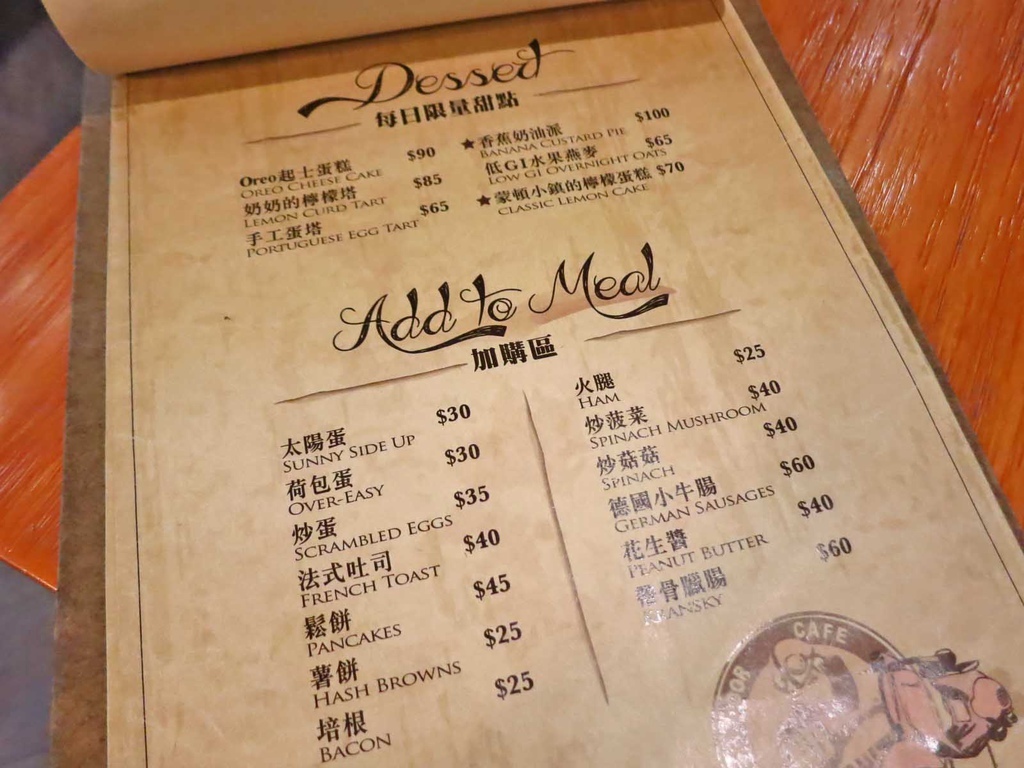 Dessert
每日限量甜點
Oreo起士蛋糕 $90
OREO CHEESE CAKE
奶奶的檸檬塔 $85
LEMON CURD TART
手工蛋塔 $65
PORTUGUESE EGG TART
★香蕉奶油派 $100
BANANA CUSTARD PIE
低GI水果燕麥 $65
LOW GI OVERNIGHT OATS
★蒙頓小鎮的檸檬蛋糕 $70
CLASSIC LEMON CAKE
Add to Meal
加購區
太陽蛋 $30
SUNNY SIDE UP
荷包蛋 $30
OVER-EASY
炒蛋 $35
SCRAMBLED EGGS
法式吐司 $40
FRENCH TOAST
鬆餅 $45
PANCAKES
薯餅 $25
HASH BROWNS
培根 $25
BACON
火腿 $25
HAM
炒菠菜 $40
SPINACH MUSHROOM
炒菇菇 $40
SPINACH
德國小牛腸 $60
GERMAN SAUSAGES
花生醬 $40
PEANUT BUTTER
$60
CAFE